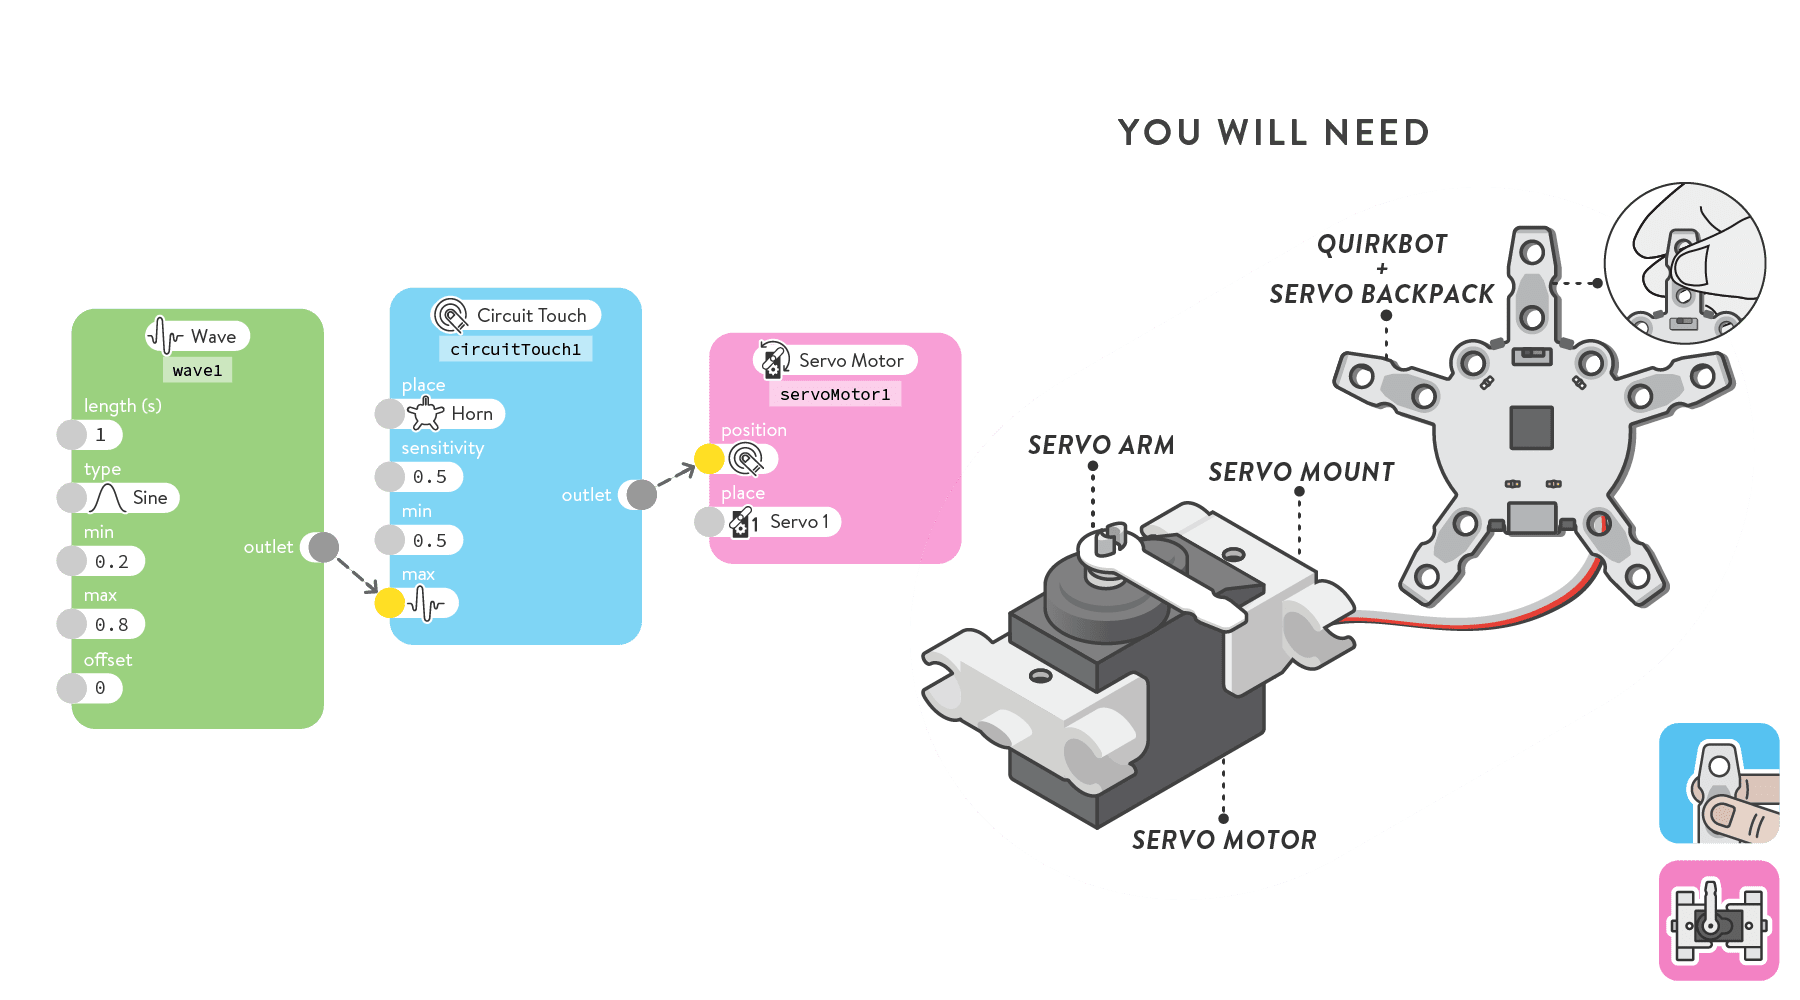 YOU WILL NEED
Wave
wave1
length (s)
1
type
Sine
min
0.2
max
0.8
offset
0
outlet
Circuit Touch
circuitTouch1
place
Horn
sensitivity
0.5
min
0.5
max
outlet
Servo Motor
servoMotor1
position
place
1 Servo 1
QUIRKBOT
+
SERVO BACKPACK
SERVO ARM
SERVO MOUNT
SERVO MOTOR